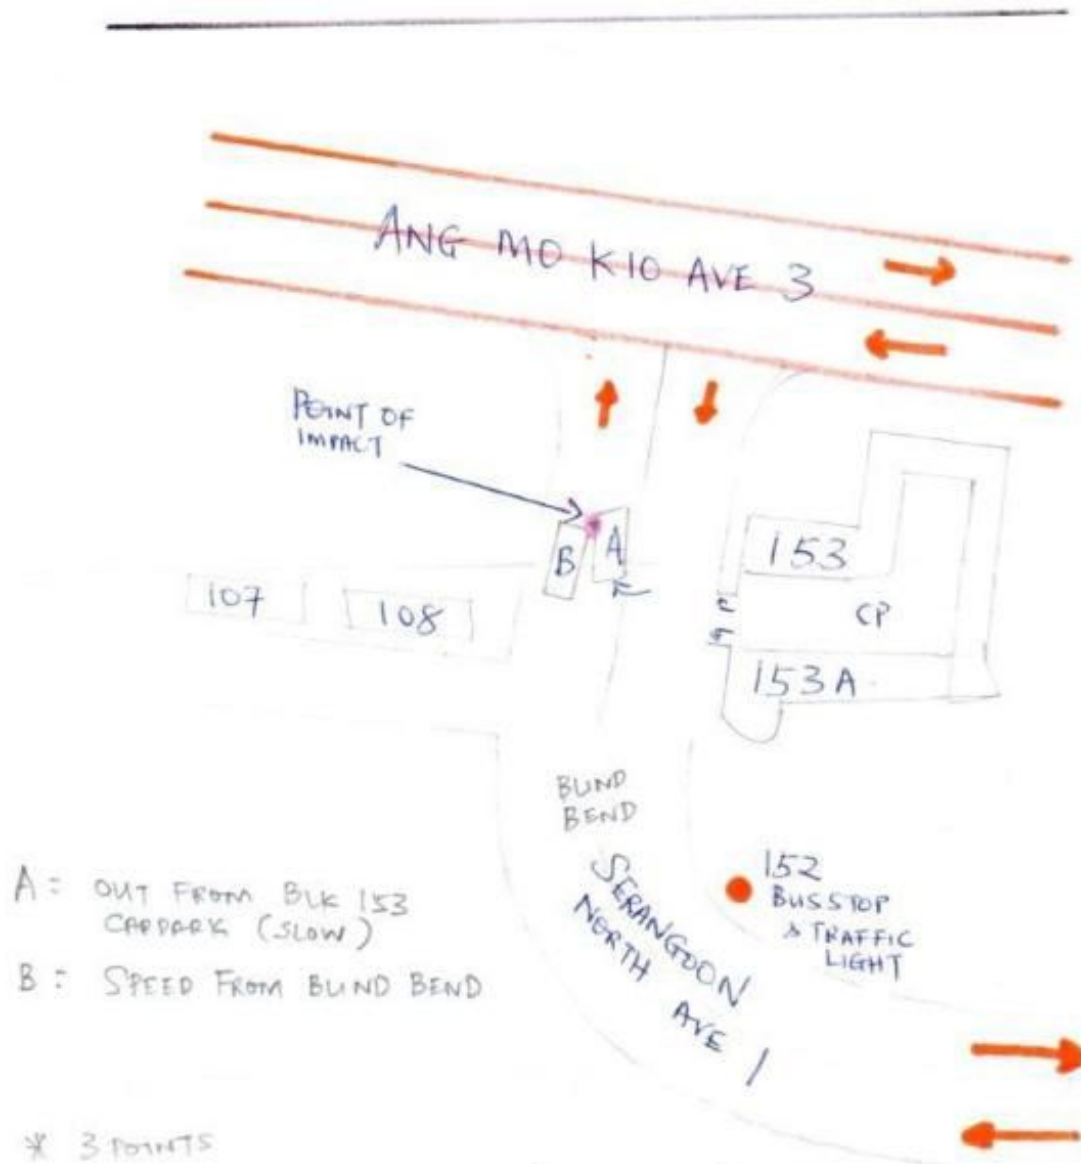 ANG MO KIO AVE 3
POINT OF
IMPACT
B
A
153
CP
107
108
153A
BLIND
BEND
152
BUSSTOP
& TRAFFIC
LIGHT
SERANGOON
NORTH AVE 1
A : OUT FROM BLK 153
CARPARK (SLOW)
B : SPEED FROM BLIND BEND
* 3 POINTS